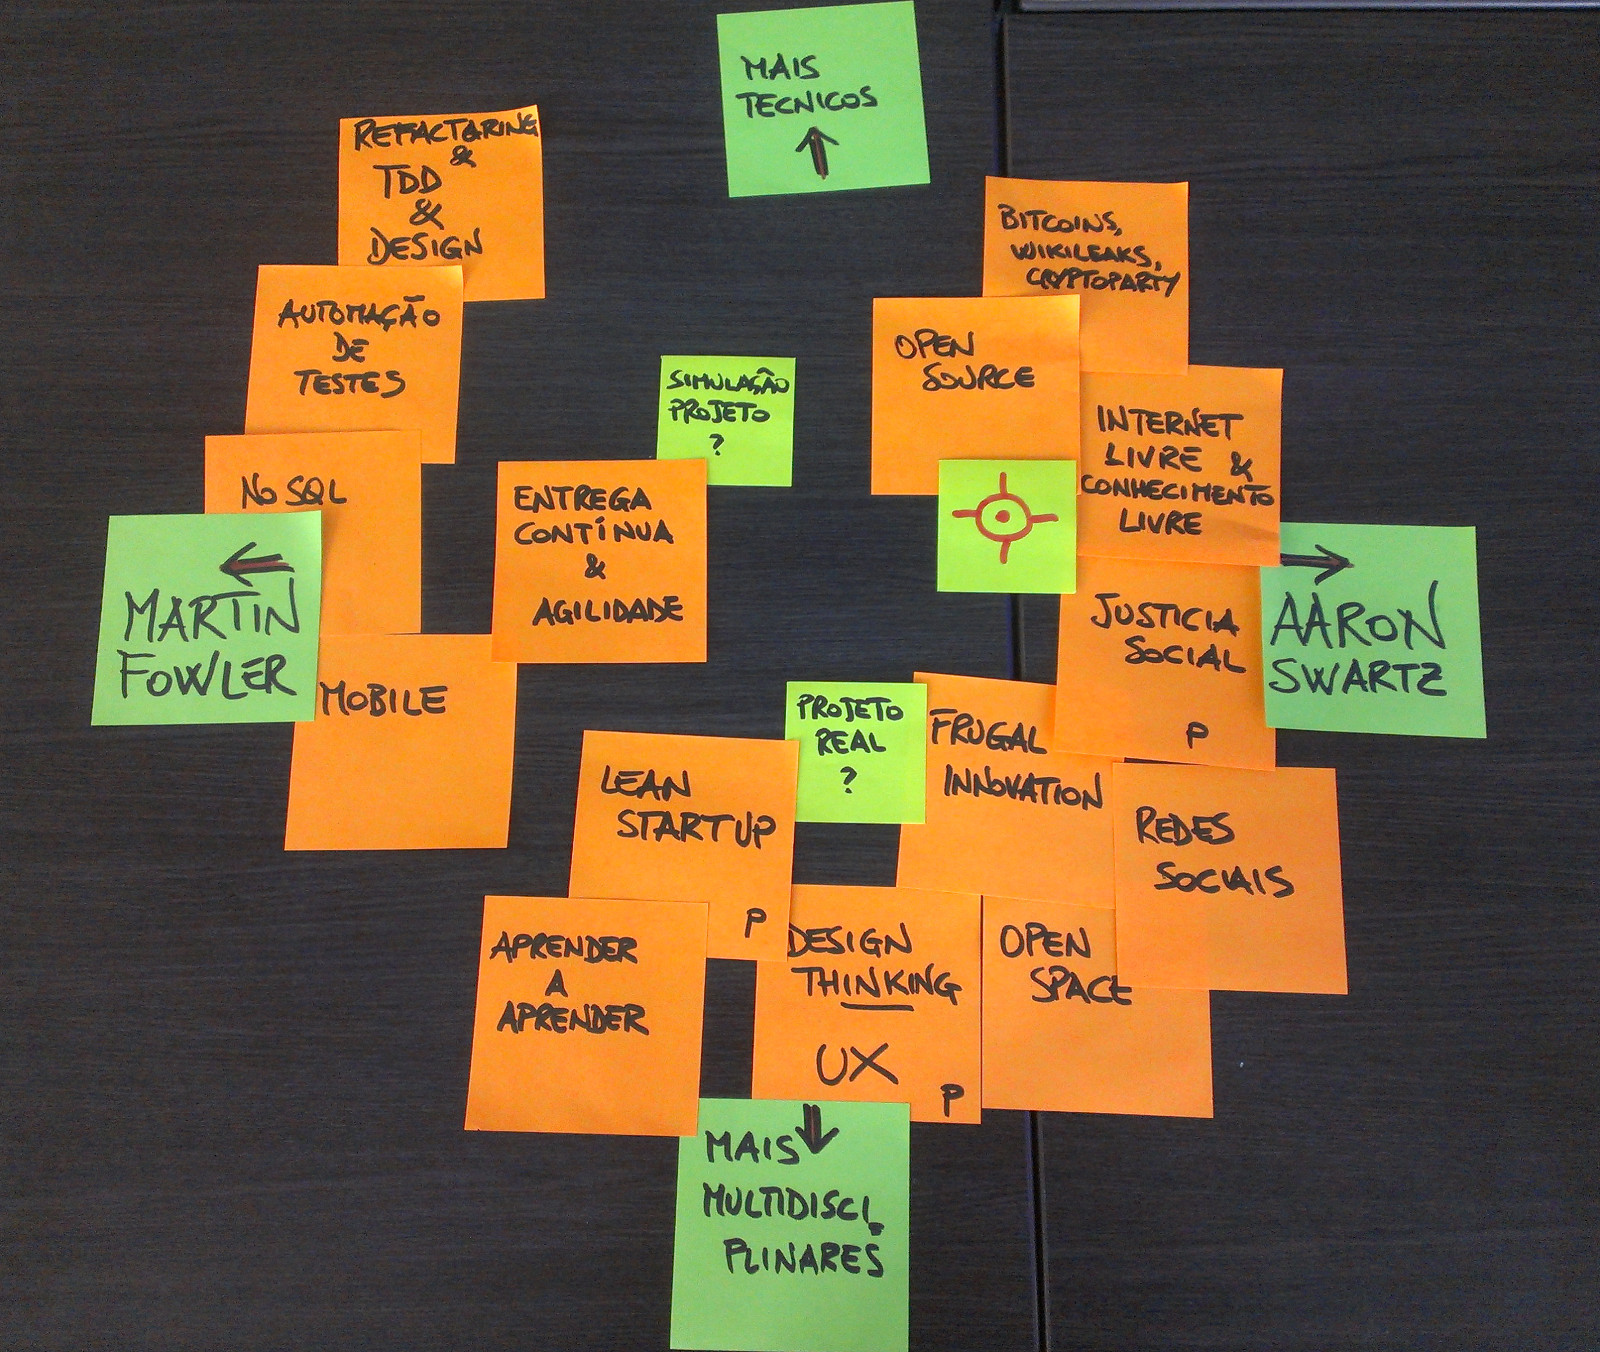 MAIS
TECNICOS
REFACTORING
&
TDD
&
DESIGN
BITCOINS,
WIKILEAKS,
CRYPTOPARTY
AUTOMAÇÃO
DE
TESTES
OPEN
SOURCE
SIMULAÇÃO
PROJETO
?
INTERNET
LIVRE &
CONHECIMENTO
LIVRE
NO SQL
ENTREGA
CONTÍNUA
&
AGILIDADE
MARTIN
FOWLER
JUSTICIA
SOCIAL
P
AARON
SWARTZ
MOBILE
PROJETO
REAL
?
FRUGAL
INNOVATION
LEAN
STARTUP
P
REDES
SOCIAIS
APRENDER
A
APRENDER
DESIGN
THINKING
UX
P
OPEN
SPACE
MAIS
MULTIDISCI
PLINARES